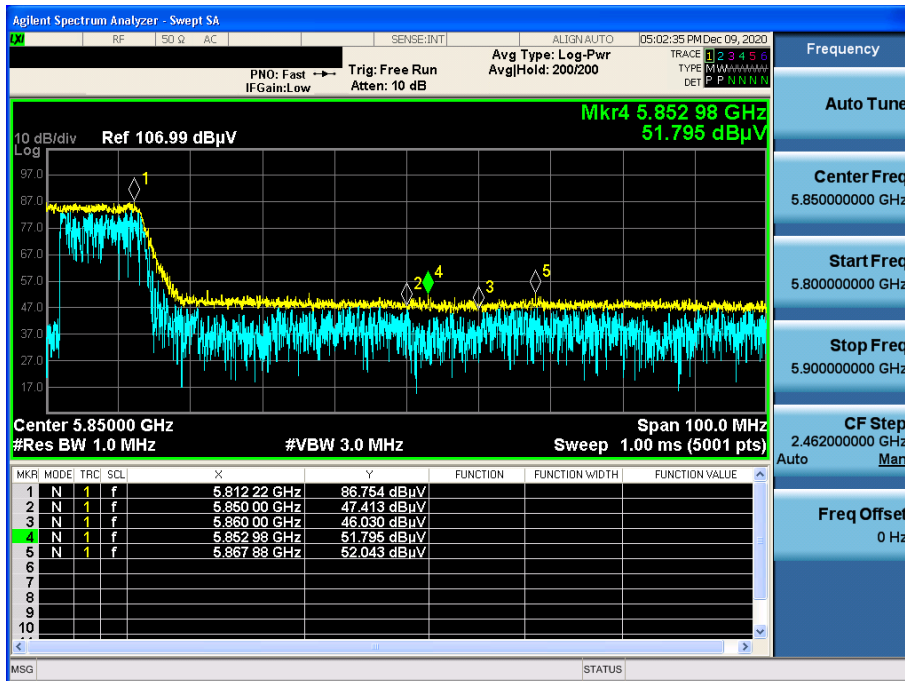 Agilent Spectrum Analyzer - Swept SA
LXI RF 50 Ω AC SENSE:INT ALIGN AUTO 05:02:35 PM Dec 09, 2020
PNO: Fast
IFGain:Low
Trig: Free Run
Atten: 10 dB
Avg Type: Log-Pwr
Avg|Hold: 200/200
TRACE 1 2 3 4 5 6
TYPE M W W W W W
DET P P N N N N
Mkr4 5.852 98 GHz
51.795 dBµV
10 dB/div Ref 106.99 dBµV
Log
97.0
87.0
77.0
67.0
57.0
47.0
37.0
27.0
17.0
1
2
4
3
5
Center 5.85000 GHz Span 100.0 MHz
#Res BW 1.0 MHz #VBW 3.0 MHz Sweep 1.00 ms (5001 pts)
MKR MODE TRC SCL X Y FUNCTION FUNCTION WIDTH FUNCTION VALUE
1 N 1 f 5.812 22 GHz 86.754 dBµV
2 N 1 f 5.850 00 GHz 47.413 dBµV
3 N 1 f 5.860 00 GHz 46.030 dBµV
4 N 1 f 5.852 98 GHz 51.795 dBµV
5 N 1 f 5.867 88 GHz 52.043 dBµV
6
7
8
9
10
MSG STATUS
Frequency
Auto Tune
Center Freq
5.850000000 GHz
Start Freq
5.800000000 GHz
Stop Freq
5.900000000 GHz
CF Step
2.462000000 GHz
Auto Man
Freq Offset
0 Hz